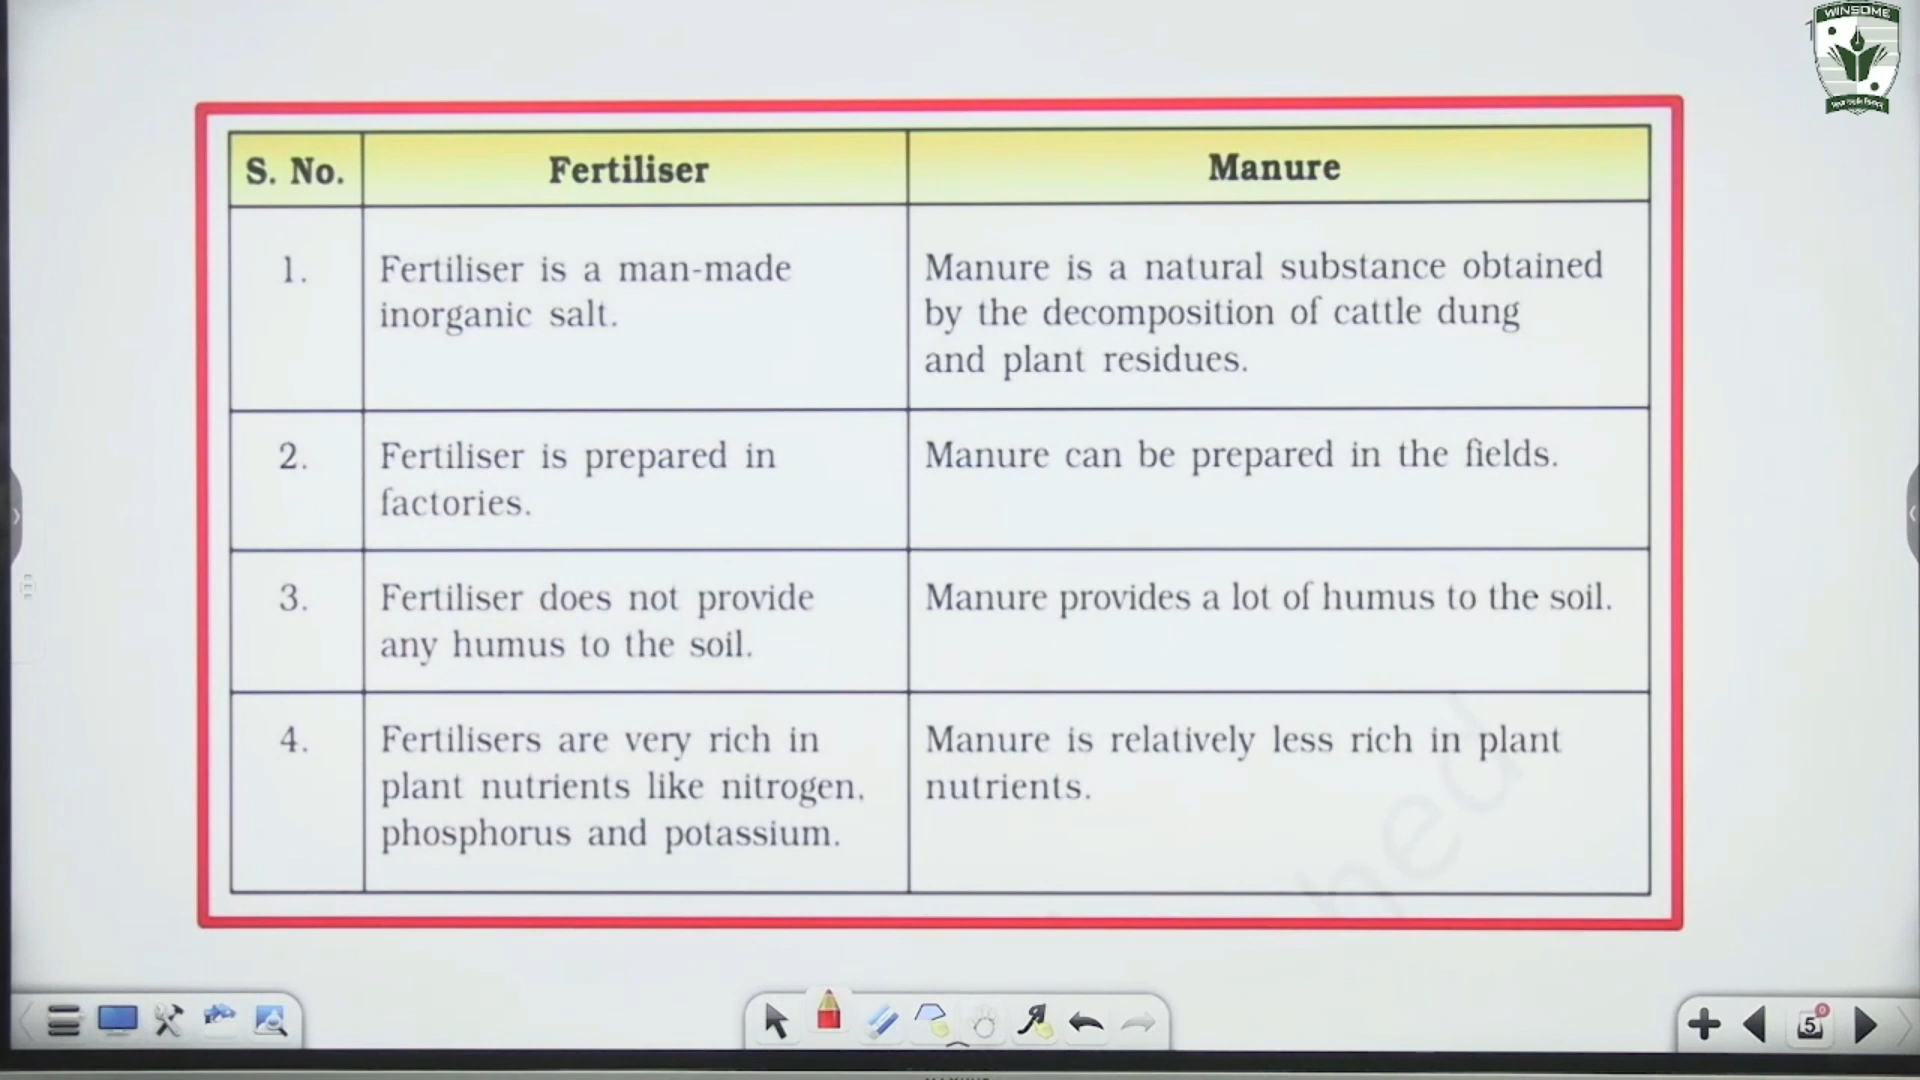 WINSOME
S. No.
Fertiliser
Manure
1.
Fertiliser is a man-made
inorganic salt.
Manure is a natural substance obtained
by the decomposition of cattle dung
and plant residues.
2.
Fertiliser is prepared in
factories.
Manure can be prepared in the fields.
3.
Fertiliser does not provide
any humus to the soil.
Manure provides a lot of humus to the soil.
4.
Fertilisers are very rich in
plant nutrients like nitrogen,
phosphorus and potassium.
Manure is relatively less rich in plant
nutrients.
hed
5